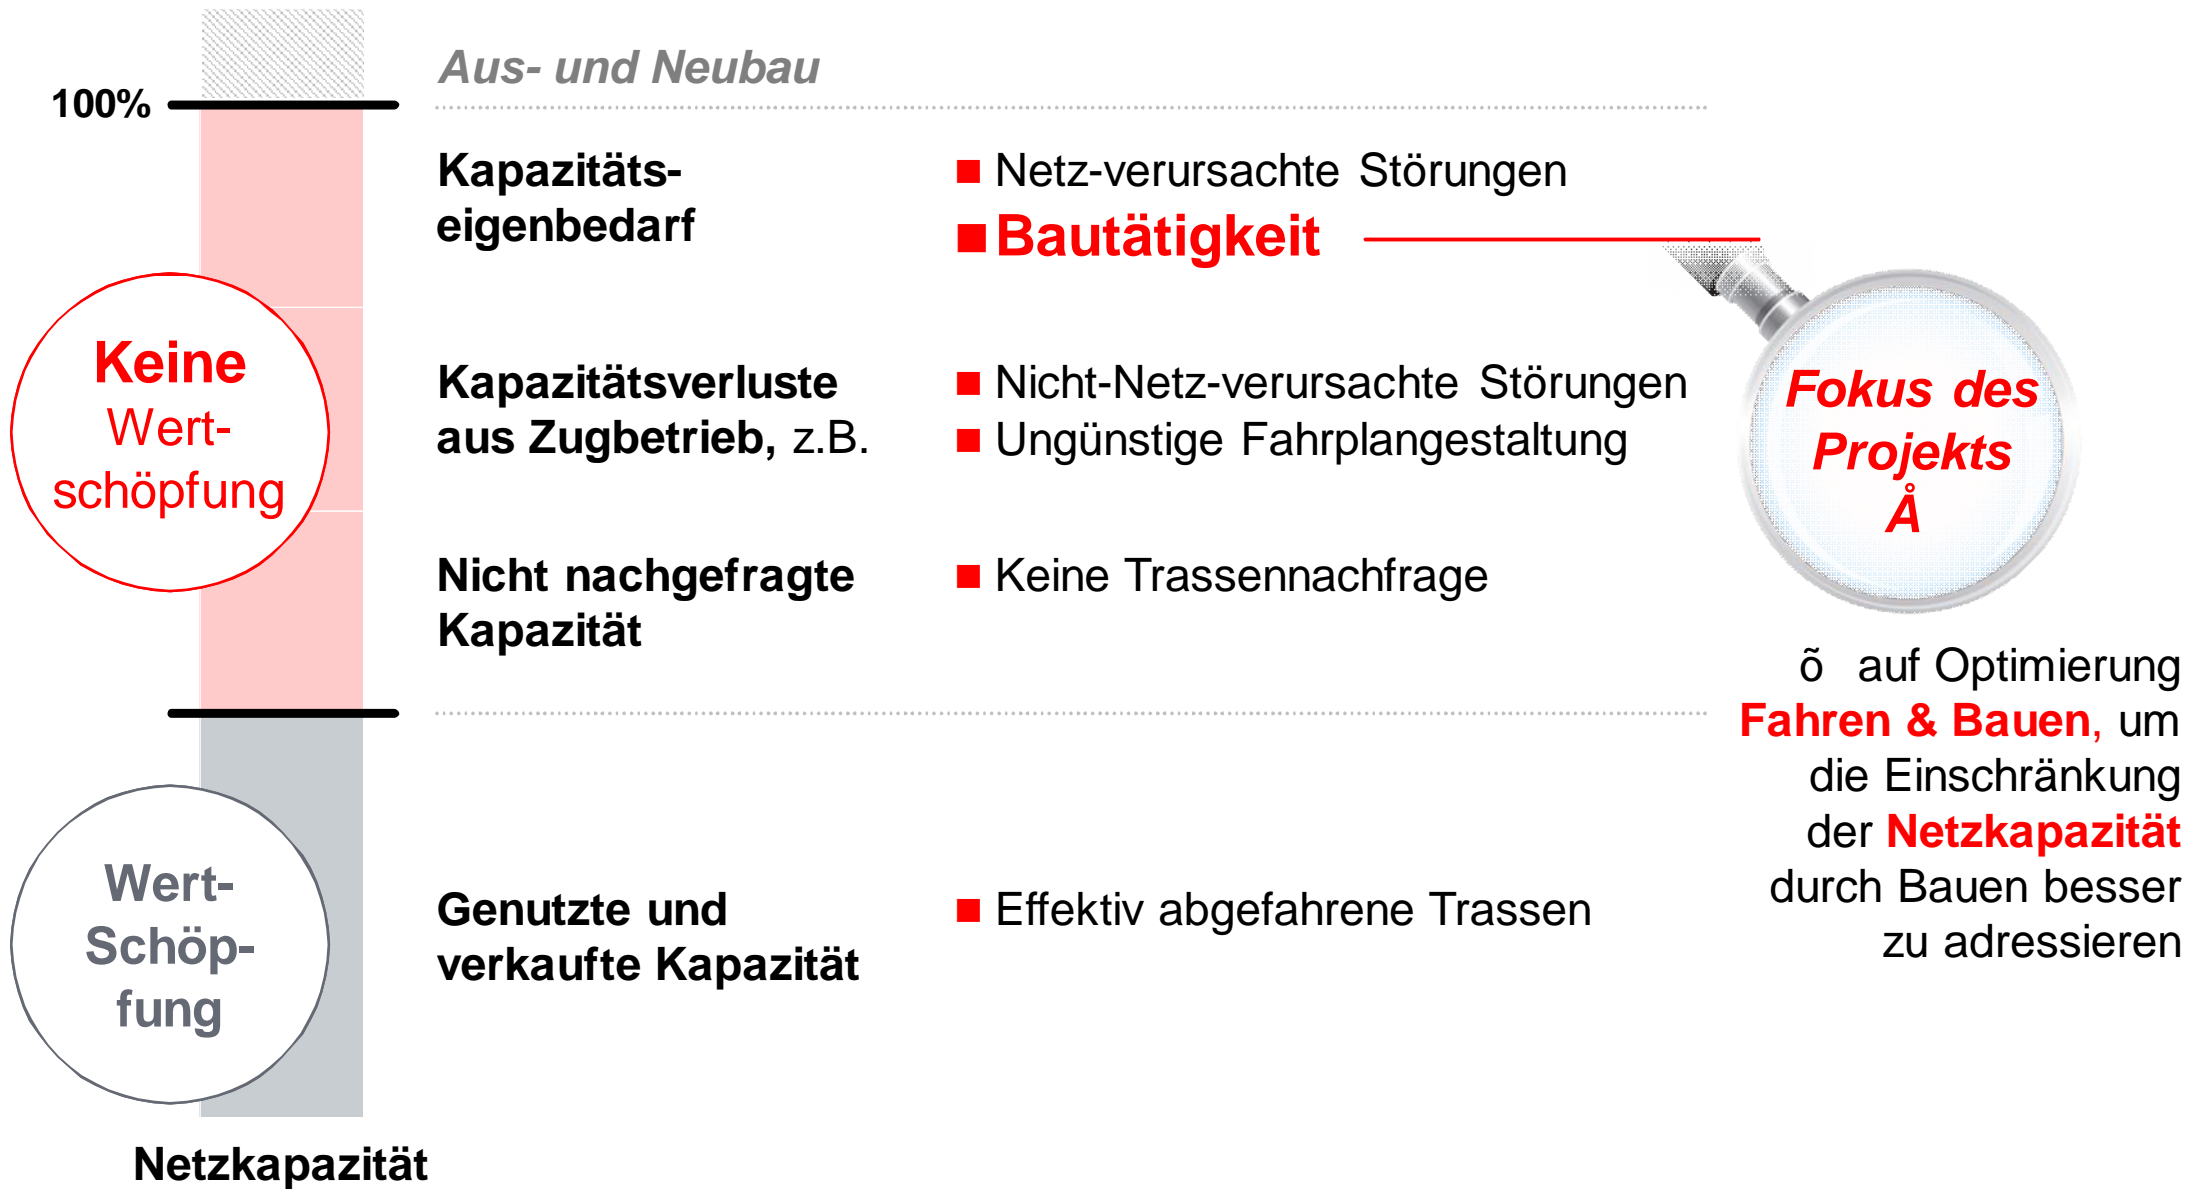 Aus- und Neubau
100%
Kapazitäts-
eigenbedarf
Netz-verursachte Störungen
Bautätigkeit
Keine
Wert-
schöpfung
Kapazitätsverluste
aus Zugbetrieb, z.B.
Nicht-Netz-verursachte Störungen
Ungünstige Fahrplangestaltung
Nicht nachgefragte
Kapazität
Keine Trassennachfrage
Fokus des
Projekts
Å
õ auf Optimierung
Fahren & Bauen, um
die Einschränkung
der Netzkapazität
durch Bauen besser
zu adressieren
Wert-
Schöp-
fung
Genutzte und
verkaufte Kapazität
Effektiv abgefahrene Trassen
Netzkapazität